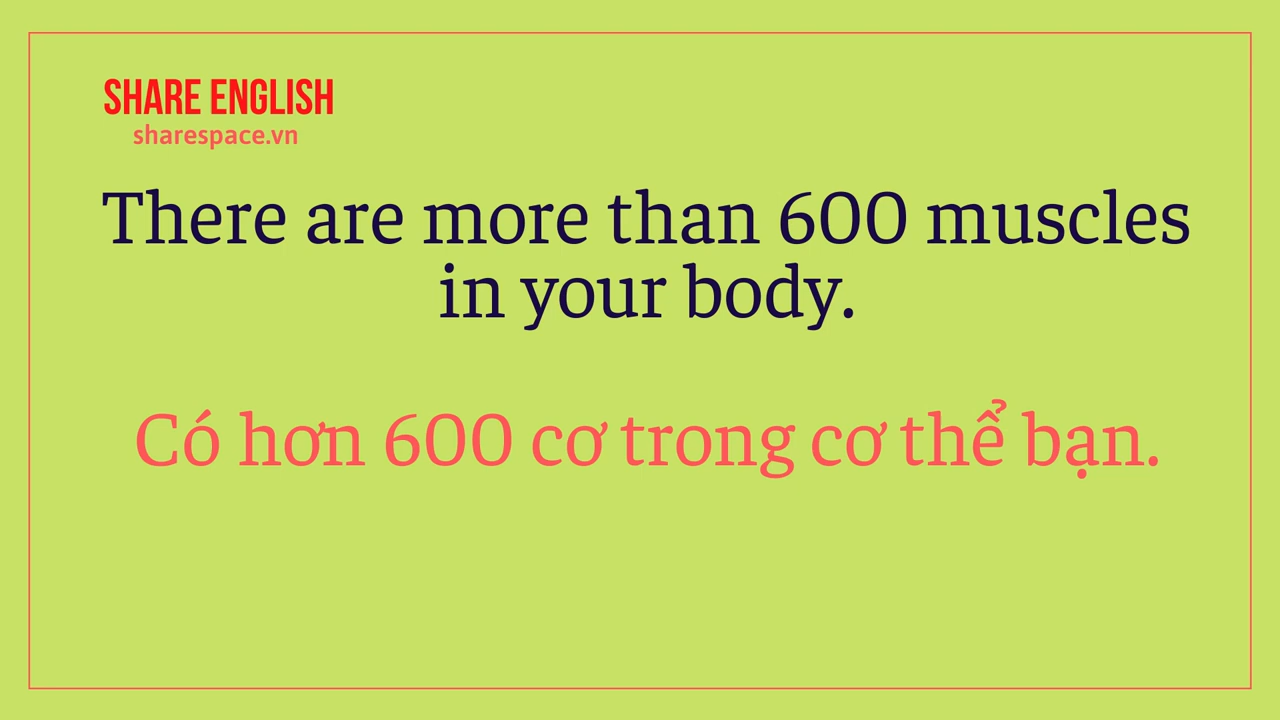 SHARE ENGLISH
sharespace.vn
There are more than 600 muscles
in your body.
Có hơn 600 cơ trong cơ thể bạn.